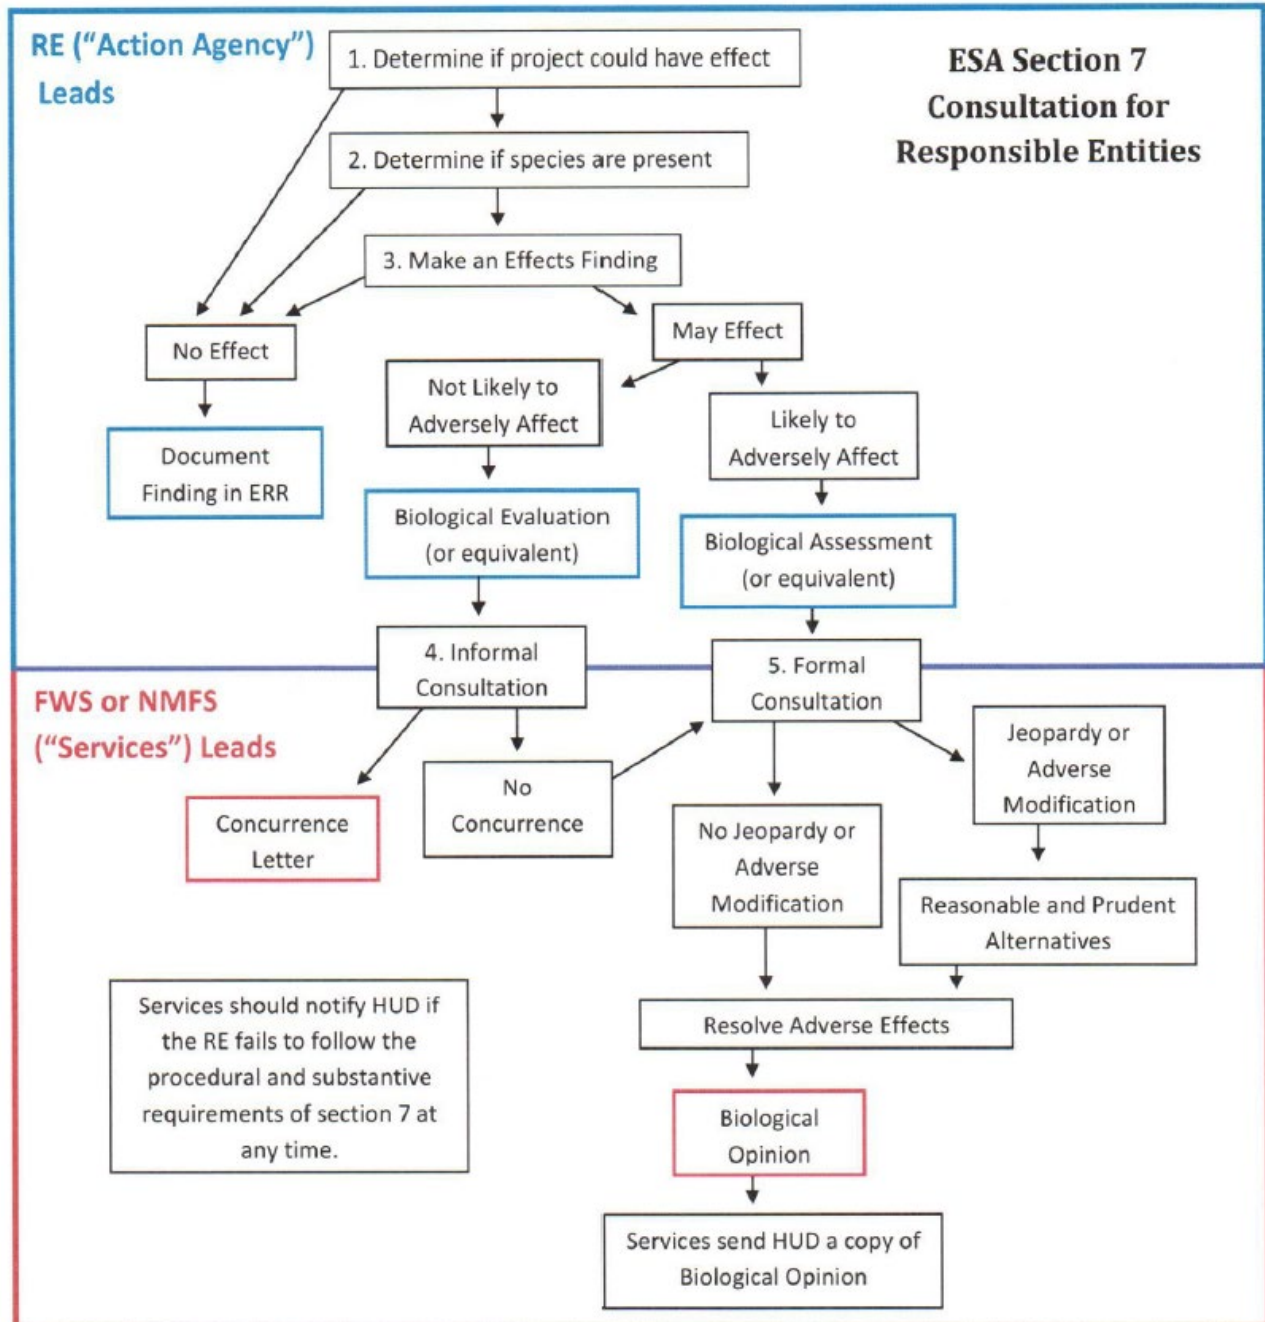 RE (“Action Agency”)
Leads
ESA Section 7
Consultation for
Responsible Entities
1. Determine if project could have effect
2. Determine if species are present
3. Make an Effects Finding
No Effect
May Effect
Document
Finding in ERR
Not Likely to
Adversely Affect
Likely to
Adversely Affect
Biological Evaluation
(or equivalent)
Biological Assessment
(or equivalent)
4. Informal
Consultation
5. Formal
Consultation
FWS or NMFS
(“Services”) Leads
Concurrence
Letter
No
Concurrence
No Jeopardy or
Adverse
Modification
Jeopardy or
Adverse
Modification
Reasonable and Prudent
Alternatives
Resolve Adverse Effects
Services should notify HUD if
the RE fails to follow the
procedural and substantive
requirements of section 7 at
any time.
Biological
Opinion
Services send HUD a copy of
Biological Opinion